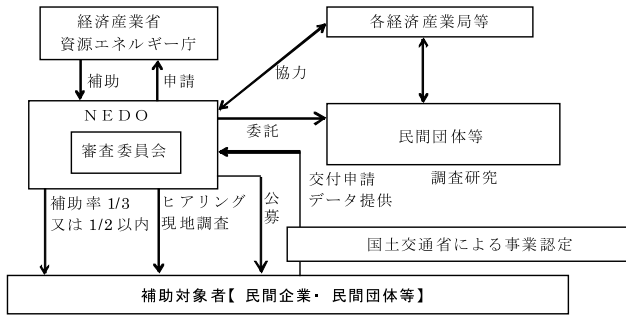 経済産業省
資源エネルギー庁
各経済産業局等
補助
申請
協力
NEDO
審査委員会
委託
民間団体等
調査研究
交付申請
データ提供
補助率 1/3
又は 1/2 以内
ヒアリング
現地調査
公募
国土交通省による事業認定
補助対象者【 民間企業・ 民間団体等】